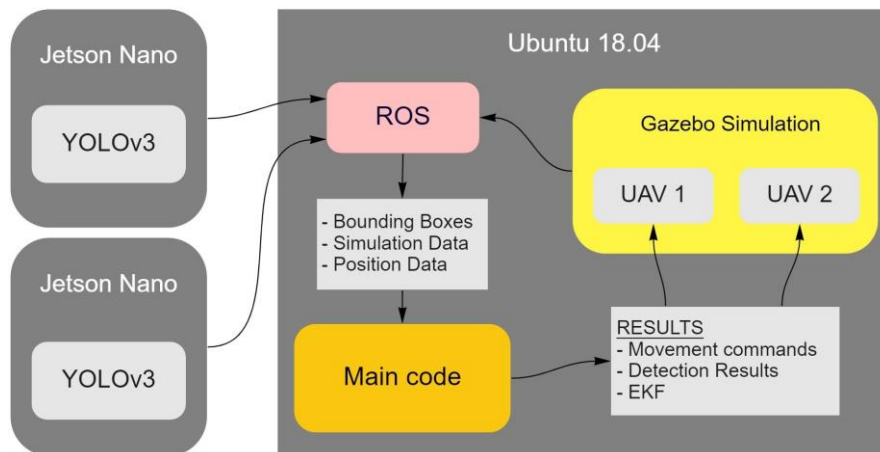 Jetson Nano
YOLOv3
Jetson Nano
YOLOv3
Ubuntu 18.04
ROS
- Bounding Boxes
- Simulation Data
- Position Data
Main code
Gazebo Simulation
UAV 1
UAV 2
RESULTS
- Movement commands
- Detection Results
- EKF